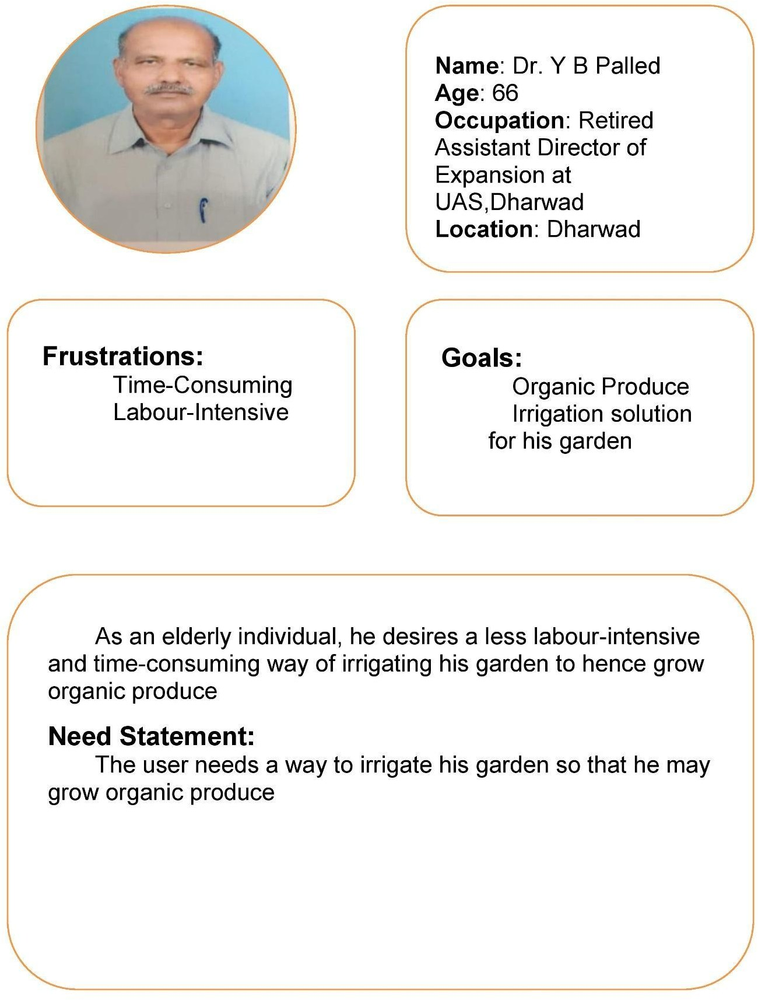 Name: Dr. Y B Palled
Age: 66
Occupation: Retired
Assistant Director of
Expansion at
UAS,Dharwad
Location: Dharwad
Frustrations:
Time-Consuming
Labour-Intensive
Goals:
Organic Produce
Irrigation solution
for his garden
As an elderly individual, he desires a less labour-intensive
and time-consuming way of irrigating his garden to hence grow
organic produce
Need Statement:
The user needs a way to irrigate his garden so that he may
grow organic produce